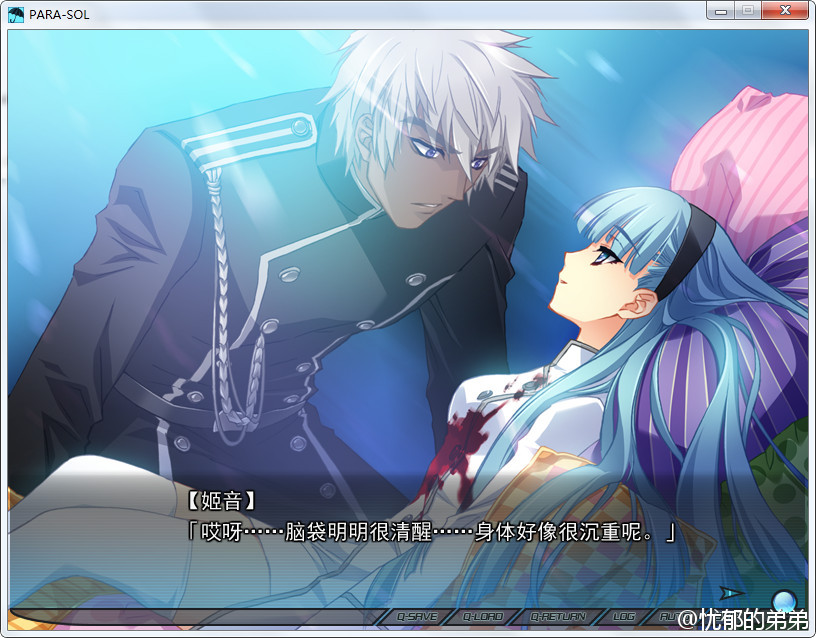 PARA-SOL
【姬音】
「哎呀……脑袋明明很清醒……身体好像很沉重呢。」
Q-SAVE Q-LOAD Q-RETURN LOG
@忧郁的弟弟